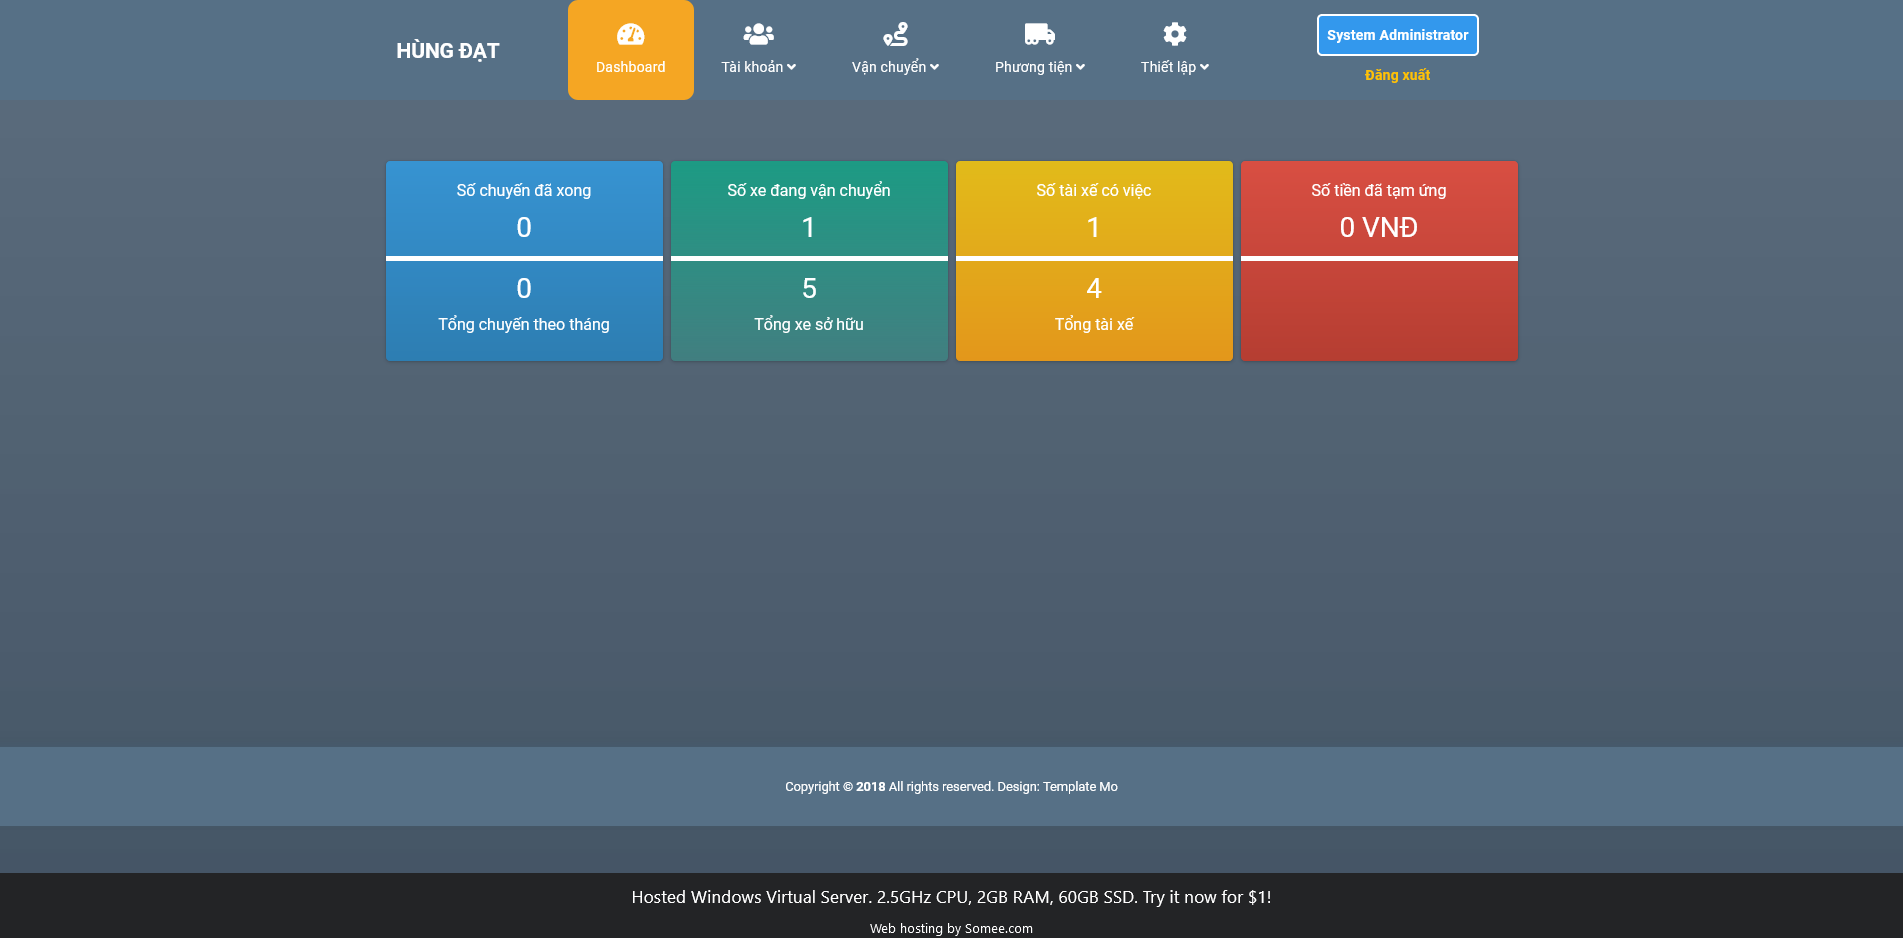 HÙNG ĐẠT
Dashboard
Tài khoản
Vận chuyển
Phương tiện
Thiết lập
System Administrator
Đăng xuất
Số chuyến đã xong
0
0
Tổng chuyến theo tháng
Số xe đang vận chuyển
1
5
Tổng xe sở hữu
Số tài xế có việc
1
4
Tổng tài xế
Số tiền đã tạm ứng
0 VNĐ
Copyright © 2018 All rights reserved. Design: Template Mo
Hosted Windows Virtual Server. 2.5GHz CPU, 2GB RAM, 60GB SSD. Try it now for $1!
Web hosting by Somee.com